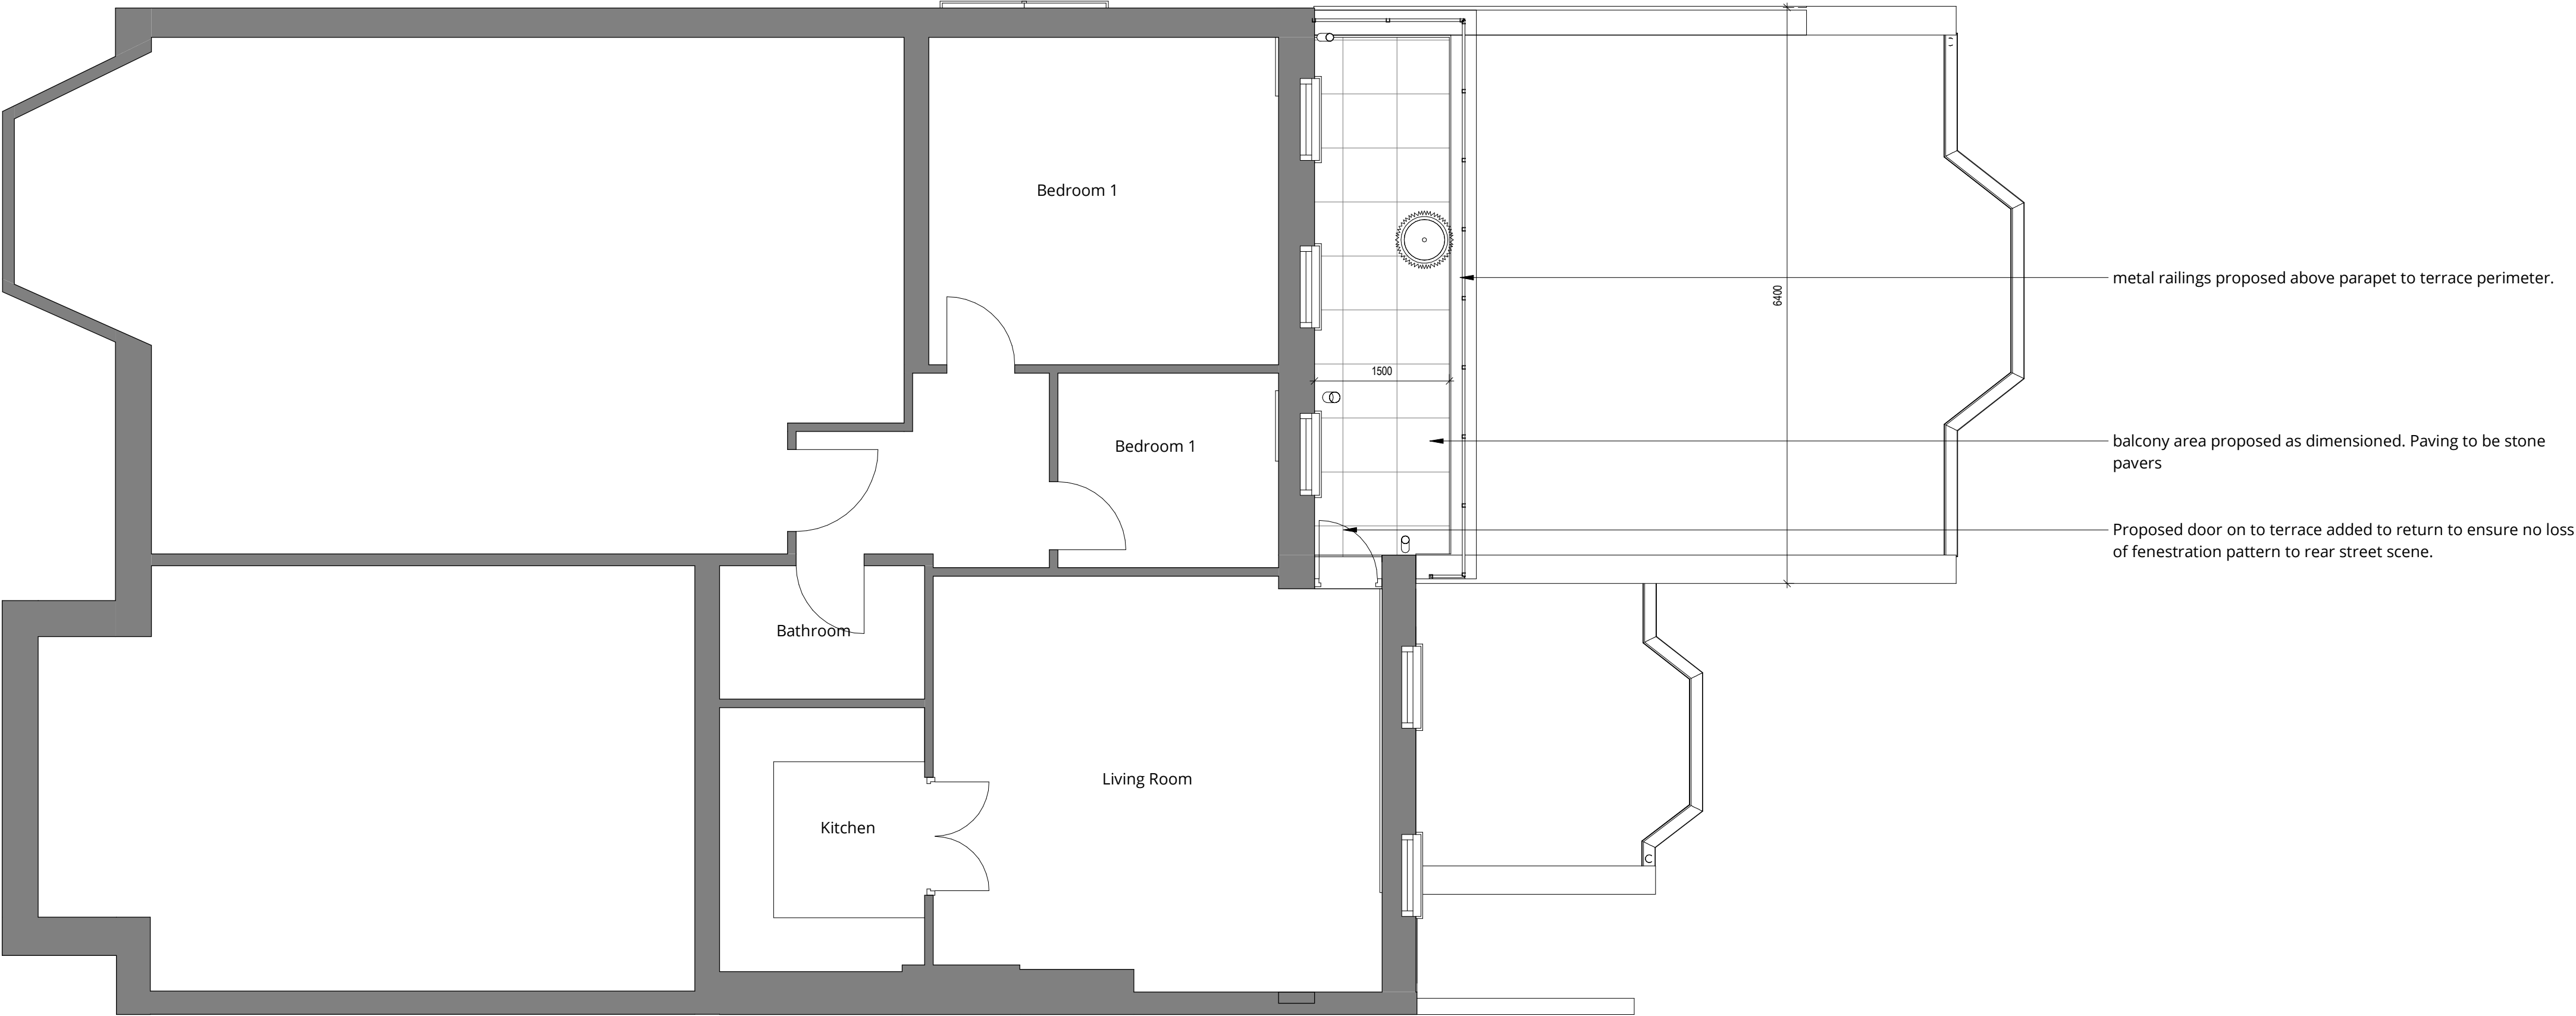 Bedroom 1
metal railings proposed above parapet to terrace perimeter.
6400
1500
Bedroom 1
balcony area proposed as dimensioned. Paving to be stone
pavers
Proposed door on to terrace added to return to ensure no loss
of fenestration pattern to rear street scene.
Bathroom
Living Room
Kitchen